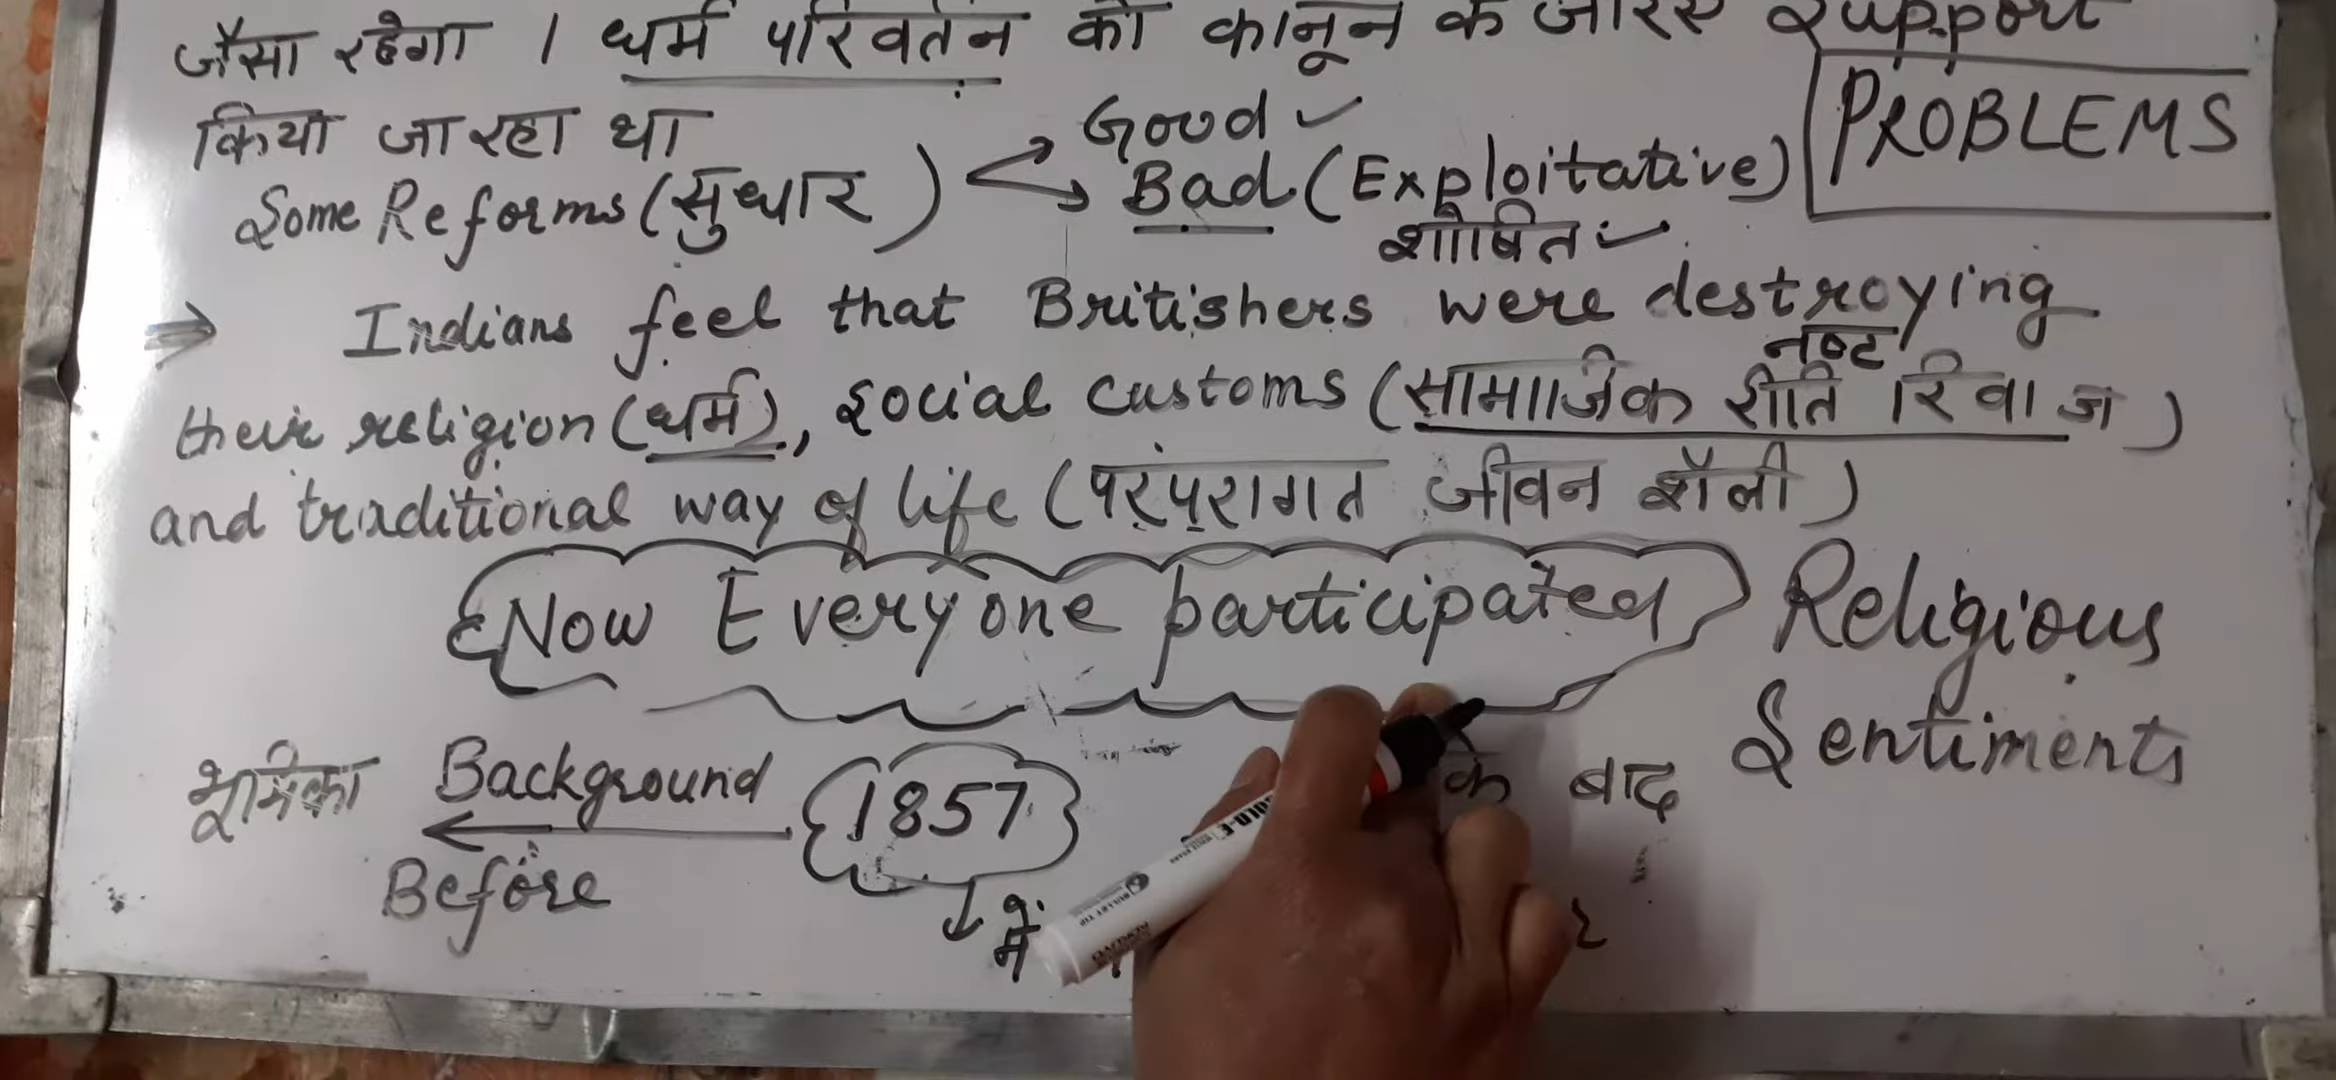 जैसा रहेगा । धर्म परिवर्तन को कानून के जरिए Support
किया जा रहा था
PROBLEMS
Good ✓
Some Reforms (सुधार) Bad (Exploitative)
शोषित ✓
⇒ Indians feel that Britishers were destroying
नष्ट
their religion (धर्म), social customs (सामाजिक रीति रिवाज)
and traditional way of life (परंपरागत जीवन शैली)
Now Everyone participated
Religious
Sentiments
भूमिका Background 1857 के बाद
Before